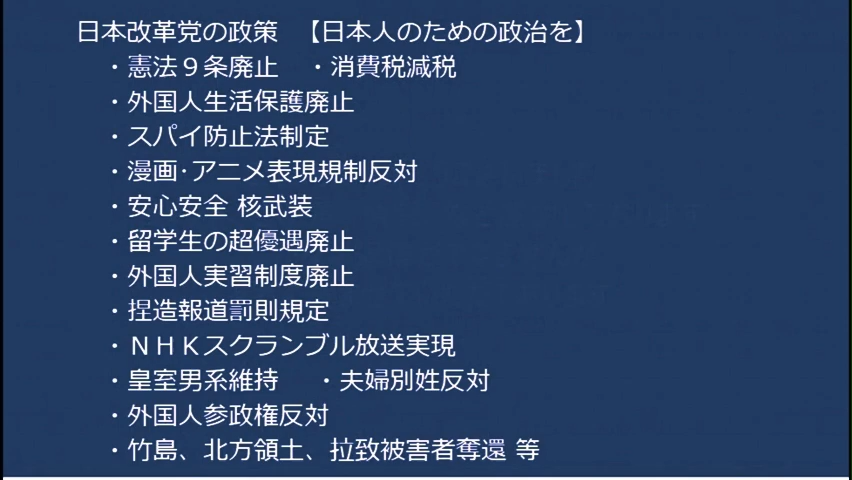 日本改革党の政策　【日本人のための政治を】
・憲法９条廃止　・消費税減税
・外国人生活保護廃止
・スパイ防止法制定
・漫画･アニメ表現規制反対
・安心安全 核武装
・留学生の超優遇廃止
・外国人実習制度廃止
・捏造報道罰則規定
・ＮＨＫスクランブル放送実現
・皇室男系維持　・夫婦別姓反対
・外国人参政権反対
・竹島、北方領土、拉致被害者奪還 等